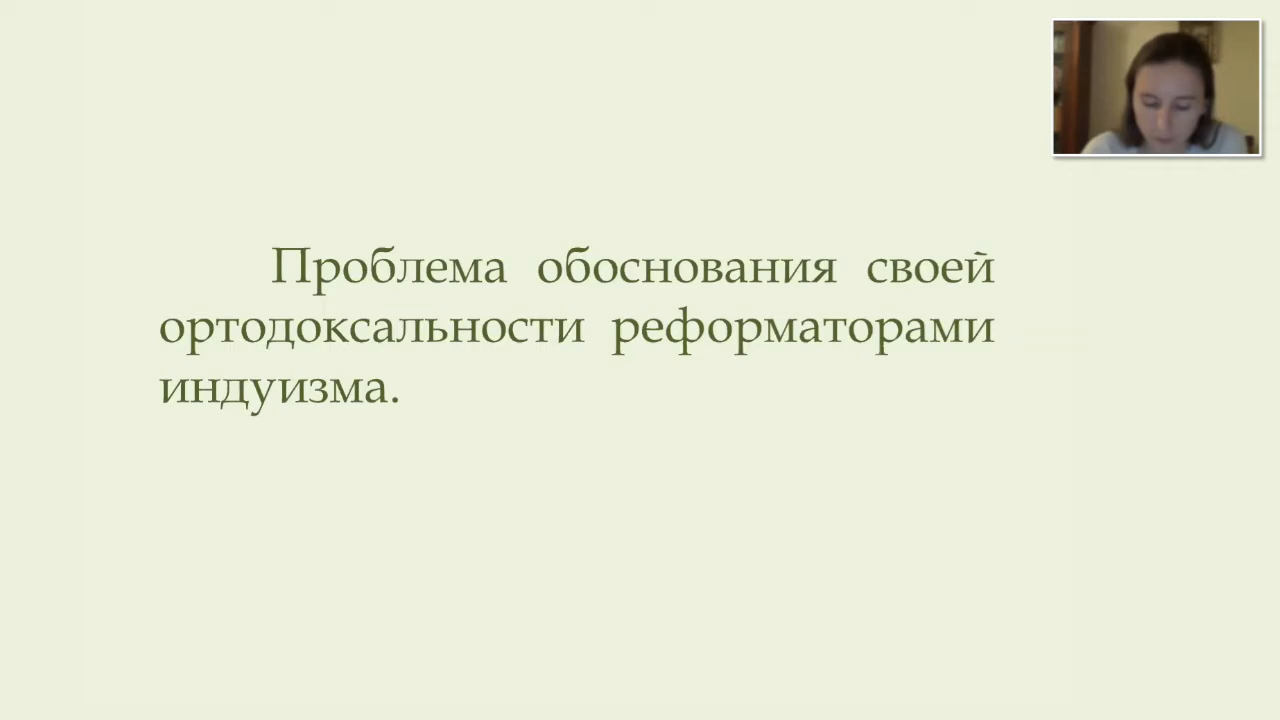 Проблема обоснования своей
ортодоксальности реформаторами
индуизма.